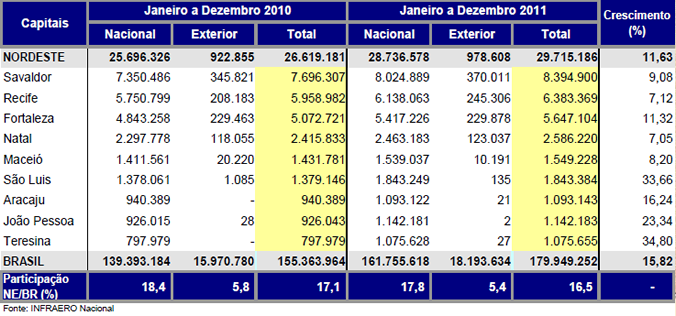 Capitais Janeiro a Dezembro 2010 Janeiro a Dezembro 2011 Crescimento (%)
Nacional Exterior Total Nacional Exterior Total
NORDESTE 25.696.326 922.855 26.619.181 28.736.578 978.608 29.715.186 11,63
Savaldor 7.350.486 345.821 7.696.307 8.024.889 370.011 8.394.900 9,08
Recife 5.750.799 208.183 5.958.982 6.138.063 245.306 6.383.369 7,12
Fortaleza 4.843.258 229.463 5.072.721 5.417.226 229.878 5.647.104 11,32
Natal 2.297.778 118.055 2.415.833 2.463.183 123.037 2.586.220 7,05
Maceió 1.411.561 20.220 1.431.781 1.539.037 10.191 1.549.228 8,20
São Luis 1.378.061 1.085 1.379.146 1.843.249 135 1.843.384 33,66
Aracaju 940.389 - 940.389 1.093.122 21 1.093.143 16,24
João Pessoa 926.015 28 926.043 1.142.181 2 1.142.183 23,34
Teresina 797.979 - 797.979 1.075.628 27 1.075.655 34,80
BRASIL 139.393.184 15.970.780 155.363.964 161.755.618 18.193.634 179.949.252 15,82
Participação NE/BR (%) 18,4 5,8 17,1 17,8 5,4 16,5 -
Fonte: INFRAERO Nacional